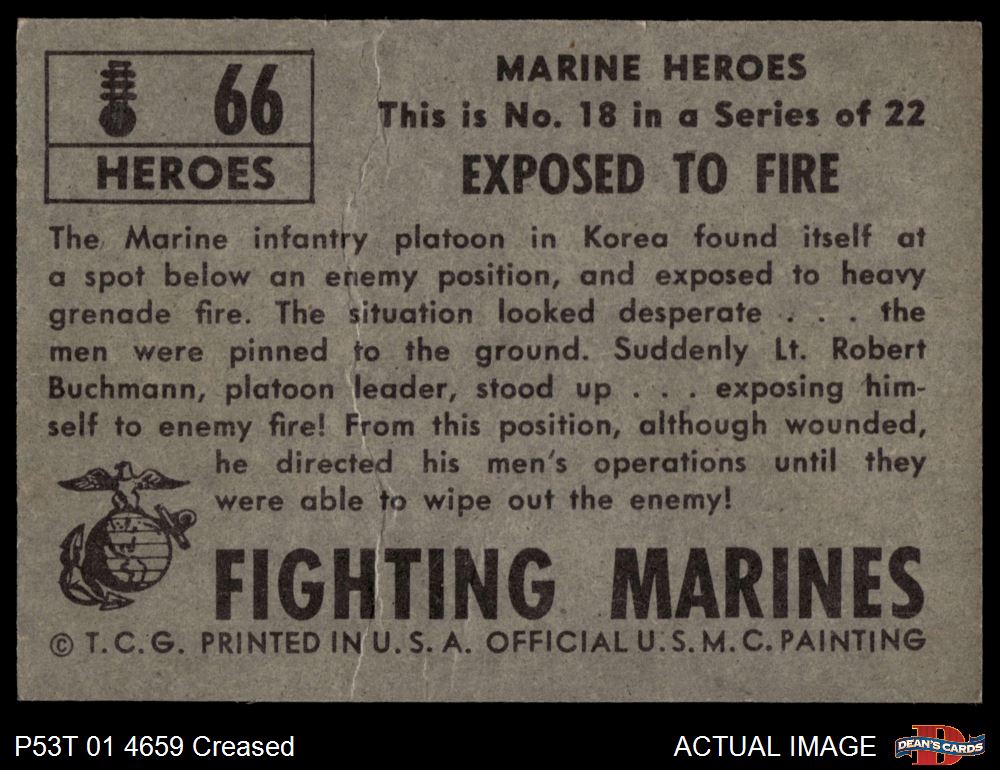 66
HEROES
MARINE HEROES
This is No. 18 in a Series of 22
EXPOSED TO FIRE
The Marine infantry platoon in Korea found itself at
a spot below an enemy position, and exposed to heavy
grenade fire. The situation looked desperate . . . the
men were pinned to the ground. Suddenly Lt. Robert
Buchmann, platoon leader, stood up . . . exposing him-
self to enemy fire! From this position, although wounded,
he directed his men's operations until they
were able to wipe out the enemy!
FIGHTING MARINES
© T.C.G. PRINTED IN U.S.A. OFFICIAL U.S.M.C. PAINTING
P53T 01 4659 Creased
ACTUAL IMAGE
DEAN'S CARDS